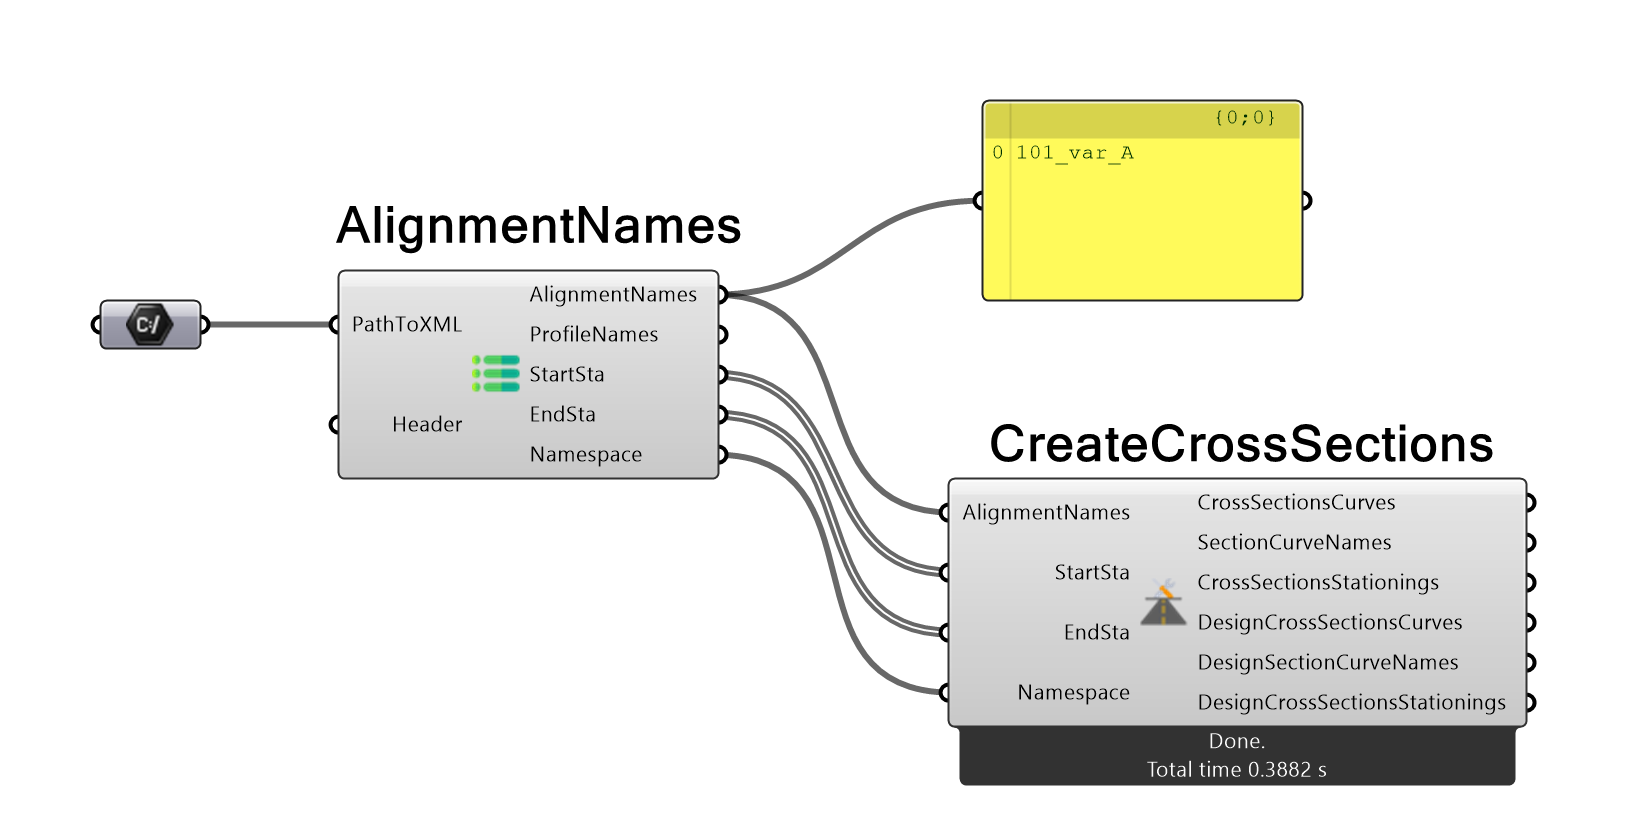 {0;0}
0 101_var_A
AlignmentNames
C:/
PathToXML
Header
AlignmentNames
ProfileNames
StartSta
EndSta
Namespace
CreateCrossSections
AlignmentNames
StartSta
EndSta
Namespace
CrossSectionsCurves
SectionCurveNames
CrossSectionsStationings
DesignCrossSectionsCurves
DesignSectionCurveNames
DesignCrossSectionsStationings
Done.
Total time 0.3882 s